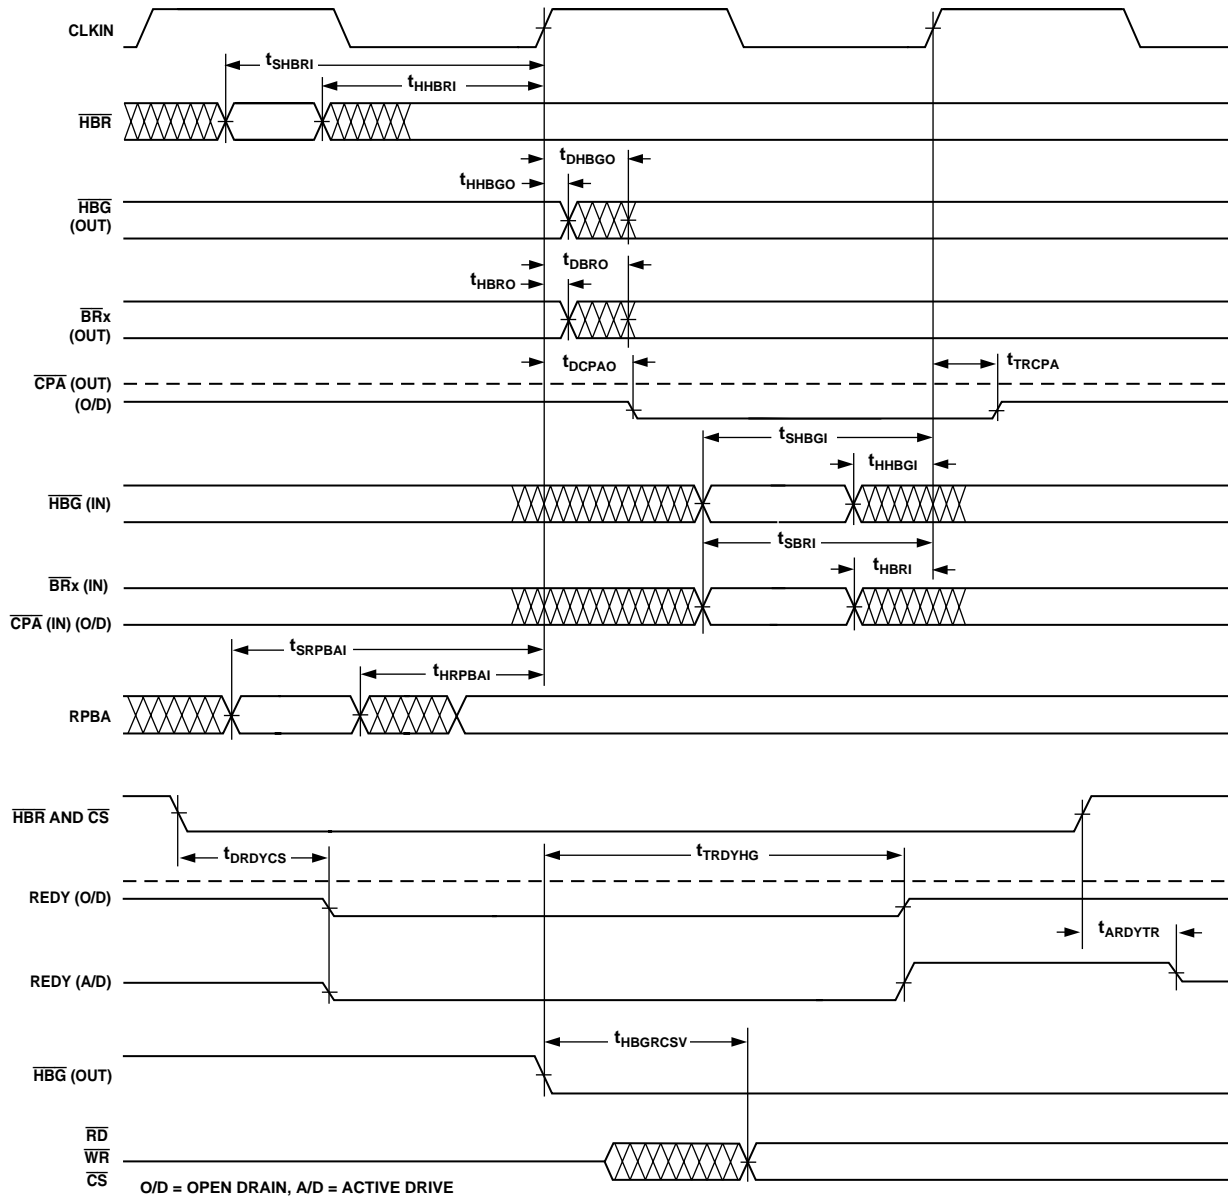 CLKIN
tSHBRI
tHHBRI
HBR
tDHBGO
tHHBGO
HBG
(OUT)
tDBRO
tHBRO
BRx
(OUT)
tDCPAO
tTRCPA
CPA (OUT)
(O/D)
tSHBGI
tHHBGI
HBG (IN)
tSBRI
tHBRI
BRx (IN)
CPA (IN) (O/D)
tSRPBAI
tHRPBAI
RPBA
HBR AND CS
tDRDYCS
tTRDYHG
REDY (O/D)
tARDYTR
REDY (A/D)
tHBGRCSV
HBG (OUT)
RD
WR
CS
O/D = OPEN DRAIN, A/D = ACTIVE DRIVE